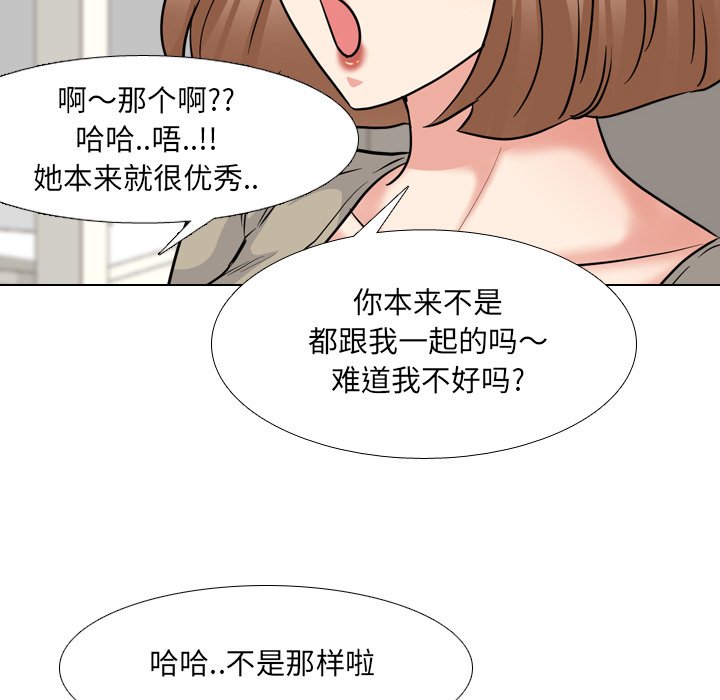 啊～那个啊??
哈哈..唔..!!
她本来就很优秀..
你本来不是
都跟我一起的吗～
难道我不好吗?
哈哈..不是那样啦